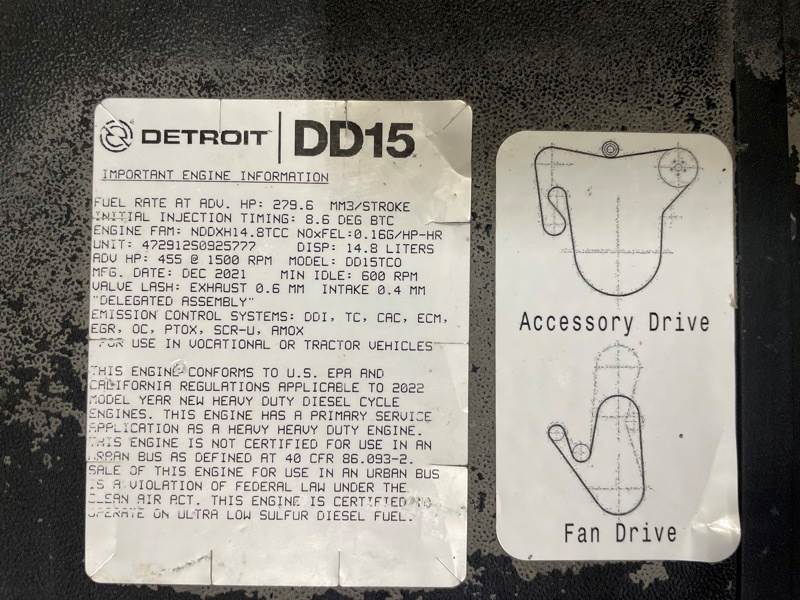 DETROIT DD15
IMPORTANT ENGINE INFORMATION
FUEL RATE AT ADV. HP: 279.6 MM3/STROKE
INITIAL INJECTION TIMING: 8.6 DEG BTC
ENGINE FAM: NDDXH14.8TCC NOxFEL:0.16G/HP-HR
UNIT: 472912S0925777 DISP: 14.8 LITERS
ADV HP: 455 @ 1500 RPM MODEL: DD15TCO
MFG. DATE: DEC 2021 MIN IDLE: 600 RPM
VALVE LASH: EXHAUST 0.6 MM INTAKE 0.4 MM
"DELEGATED ASSEMBLY"
EMISSION CONTROL SYSTEMS: DDI, TC, CAC, ECM,
EGR, OC, PTOX, SCR-U, AMOX
FOR USE IN VOCATIONAL OR TRACTOR VEHICLES
THIS ENGINE CONFORMS TO U.S. EPA AND
CALIFORNIA REGULATIONS APPLICABLE TO 2022
MODEL YEAR NEW HEAVY DUTY DIESEL CYCLE
ENGINES. THIS ENGINE HAS A PRIMARY SERVICE
APPLICATION AS A HEAVY HEAVY DUTY ENGINE.
THIS ENGINE IS NOT CERTIFIED FOR USE IN AN
URBAN BUS AS DEFINED AT 40 CFR 86.093-2.
SALE OF THIS ENGINE FOR USE IN AN URBAN BUS
IS A VIOLATION OF FEDERAL LAW UNDER THE
CLEAN AIR ACT. THIS ENGINE IS CERTIFIED TO
OPERATE ON ULTRA LOW SULFUR DIESEL FUEL.
Accessory Drive
Fan Drive